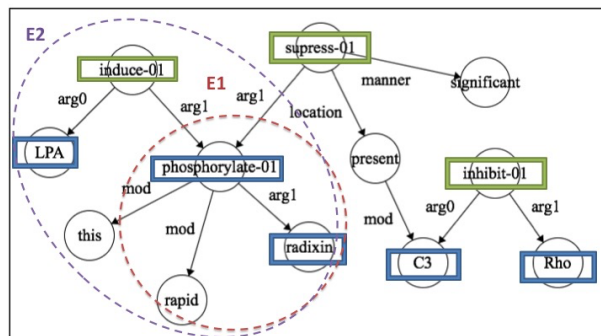 E2
supress-01
induce-01
E1
manner
significant
arg0
arg1
arg1
location
LPA
phosphorylate-01
present
inhibit-01
mod
arg1
mod
arg0
arg1
this
mod
radixin
C3
Rho
rapid